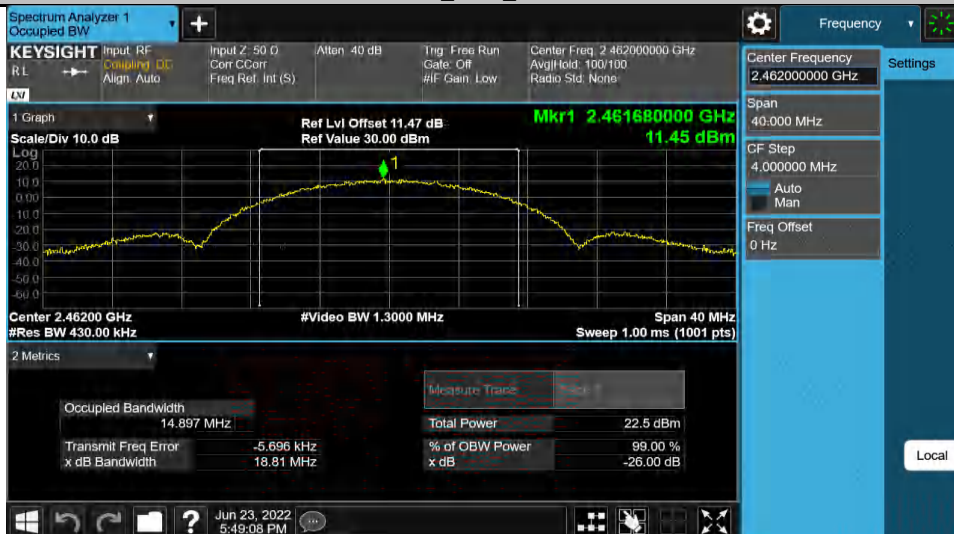 Spectrum Analyzer 1
Occupied BW
Frequency
KEYSIGHT
RL
LXI
Input: RF
Coupling: DC
Align: Auto
Input Z: 50 Ω
Corr CCorr
Freq Ref: Int (S)
Atten: 40 dB
Trig: Free Run
Gate: Off
#IF Gain: Low
Center Freq: 2.462000000 GHz
Avg|Hold: 100/100
Radio Std: None
Center Frequency
2.462000000 GHz
Settings
Span
40.000 MHz
CF Step
4.000000 MHz
Auto
Man
Freq Offset
0 Hz
Local
1 Graph
Scale/Div 10.0 dB
Ref Lvl Offset 11.47 dB
Ref Value 30.00 dBm
Mkr1 2.461680000 GHz
11.45 dBm
Log
20.0
10.0
0.00
-10.0
-20.0
-30.0
-40.0
-50.0
-60.0
1
Center 2.46200 GHz
#Res BW 430.00 kHz
#Video BW 1.3000 MHz
Span 40 MHz
Sweep 1.00 ms (1001 pts)
2 Metrics
Measure Trace
Trace 1
Occupied Bandwidth
14.897 MHz
Total Power 22.5 dBm
Transmit Freq Error -5.696 kHz
% of OBW Power 99.00 %
x dB Bandwidth 18.81 MHz
x dB -26.00 dB
?
Jun 23, 2022
5:49:08 PM